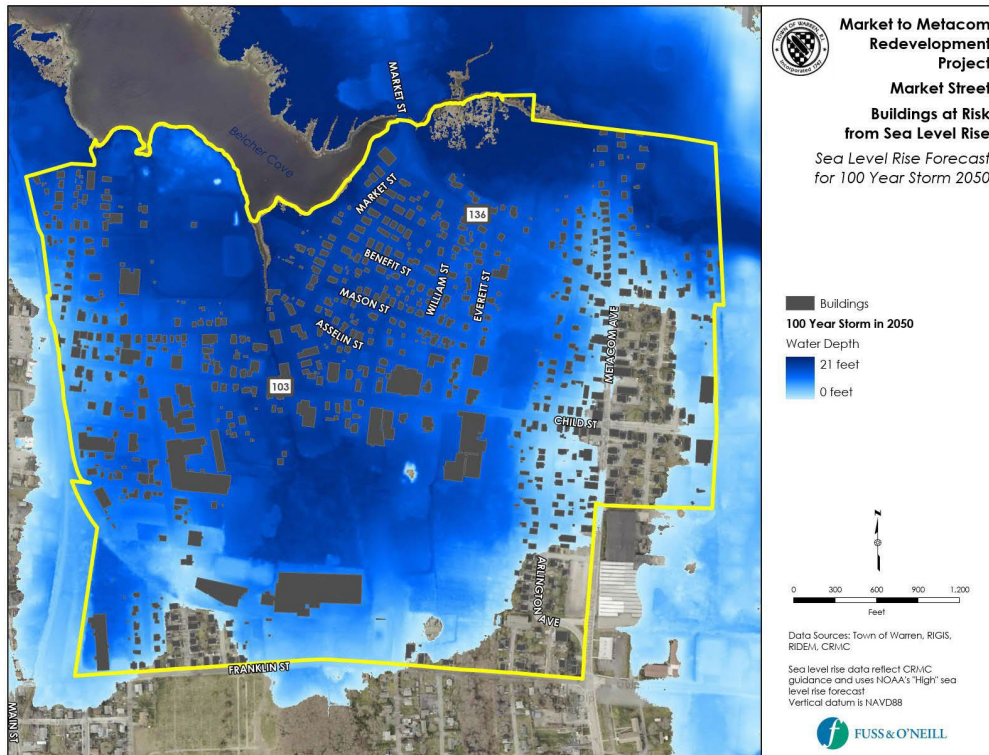 Market to Metacom
Redevelopment
Project
Market Street
Buildings at Risk
from Sea Level Rise
Sea Level Rise Forecast
for 100 Year Storm 2050
TOWN OF WARREN, R.I.
Incorporated 1747
MARKET ST
Belcher Cove
MARKET ST
136
BENEFIT ST
WILLIAM ST
EVERETT ST
MASON ST
ASSELIN ST
METACOM AVE
103
CHILD ST
ARLINGTON AVE
FRANKLIN ST
MAIN ST
Buildings
100 Year Storm in 2050
Water Depth
21 feet
0 feet
N
0 300 600 900 1,200
Feet
Data Sources: Town of Warren, RIGIS,
RIDEM, CRMC
Sea level rise data reflect CRMC
guidance and uses NOAA's "High" sea
level rise forecast
Vertical datum is NAVD88
FUSS & O'NEILL